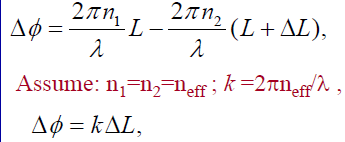 Δϕ = 2πn₁/λ L − 2πn₂/λ (L + ΔL),
Assume: n₁=n₂=n_eff ; k =2πn_eff/λ ,
Δϕ = kΔL,